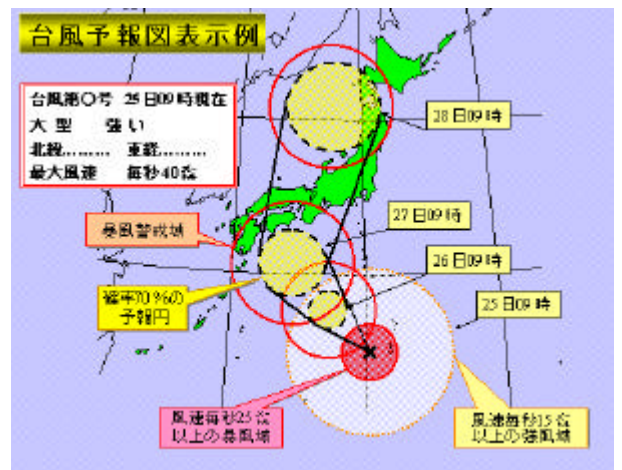 台風予報図表示例
台風第〇号 25日09時現在
大型 強い
北緯......... 東経.........
最大風速 毎秒40㍍
28日09時
27日09時
暴風警戒域
26日09時
確率70%の
予報円
25日09時
風速毎秒25㍍
以上の暴風域
風速毎秒15㍍
以上の強風域